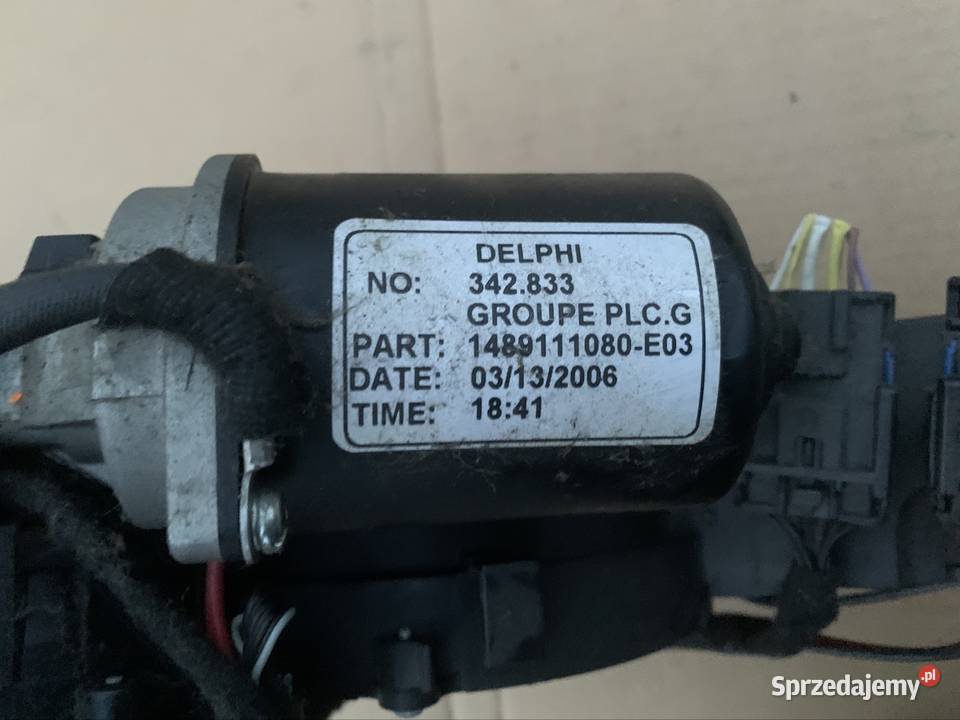 DELPHI
NO: 342.833
GROUPE PLC.G
PART: 1489111080-E03
DATE: 03/13/2006
TIME: 18:41
Sprzedajemy.pl